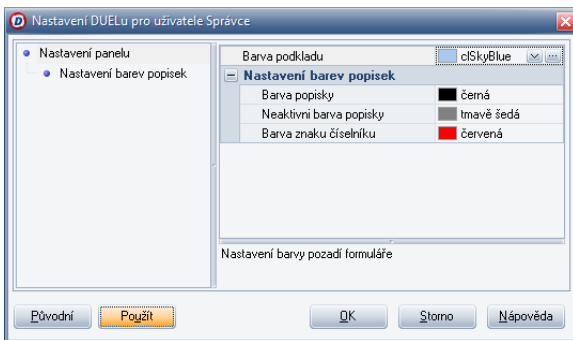 Nastavení DUELu pro uživatele Správce
Nastavení panelu
Nastavení barev popisek
Barva podkladu clSkyBlue
Nastavení barev popisek
Barva popisky černá
Neaktivni barva popisky tmavě šedá
Barva znaku číselníku červená
Nastavení barvy pozadí formuláře
Původní Použít OK Storno Nápověda